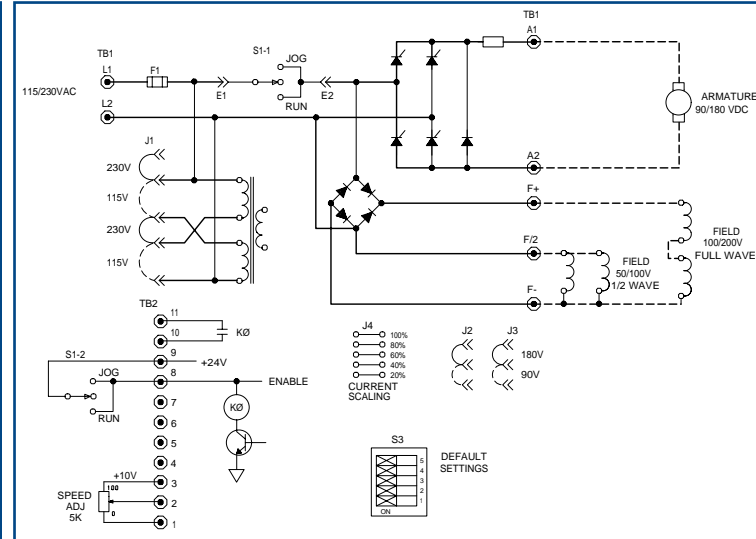 TB1
L1
F1
S1-1
JOG
RUN
E1
E2
TB1
A1
115/230VAC
L2
ARMATURE
90/180 VDC
A2
J1
230V
115V
230V
115V
F+
F/2
F-
FIELD
100/200V
FULL WAVE
FIELD
50/100V
1/2 WAVE
TB2
11
10
9
8
7
6
5
4
3
2
1
KØ
+24V
S1-2
JOG
RUN
ENABLE
KØ
+10V
100
0
SPEED
ADJ
5K
J4
100%
80%
60%
40%
20%
CURRENT
SCALING
J2
J3
180V
90V
S3
5
4
3
2
1
ON
DEFAULT
SETTINGS